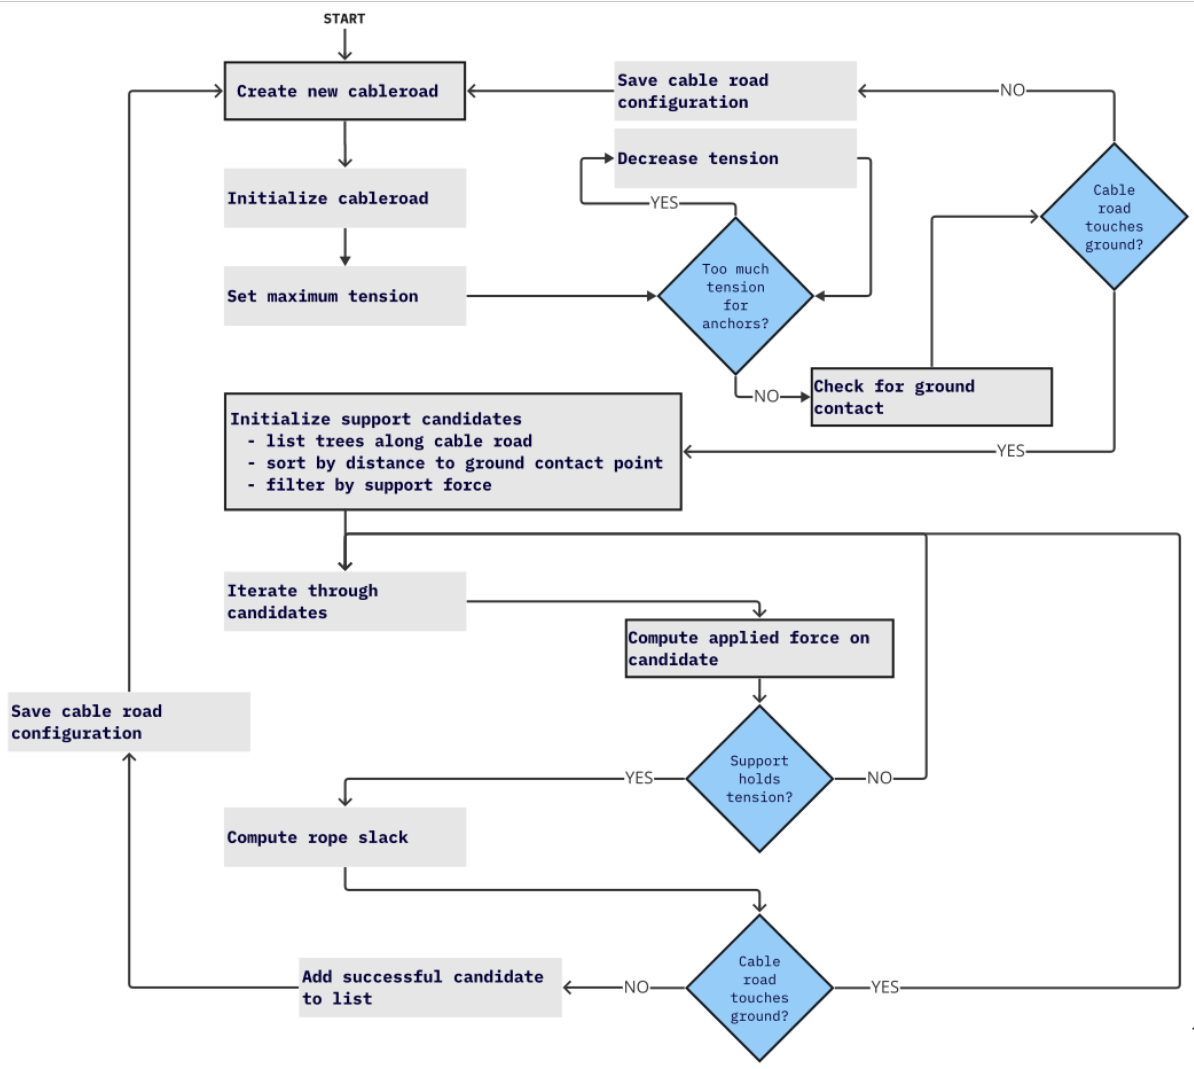 START
Create new cableroad
Save cable road
configuration
NO
Decrease tension
Initialize cableroad
YES
Cable
road
touches
ground?
Too much
tension
for
anchors?
Set maximum tension
NO
Check for ground
contact
YES
Initialize support candidates
- list trees along cable road
- sort by distance to ground contact point
- filter by support force
Iterate through
candidates
Compute applied force on
candidate
Save cable road
configuration
Support
holds
tension?
YES
NO
Compute rope slack
Cable
road
touches
ground?
Add successful candidate
to list
NO
YES